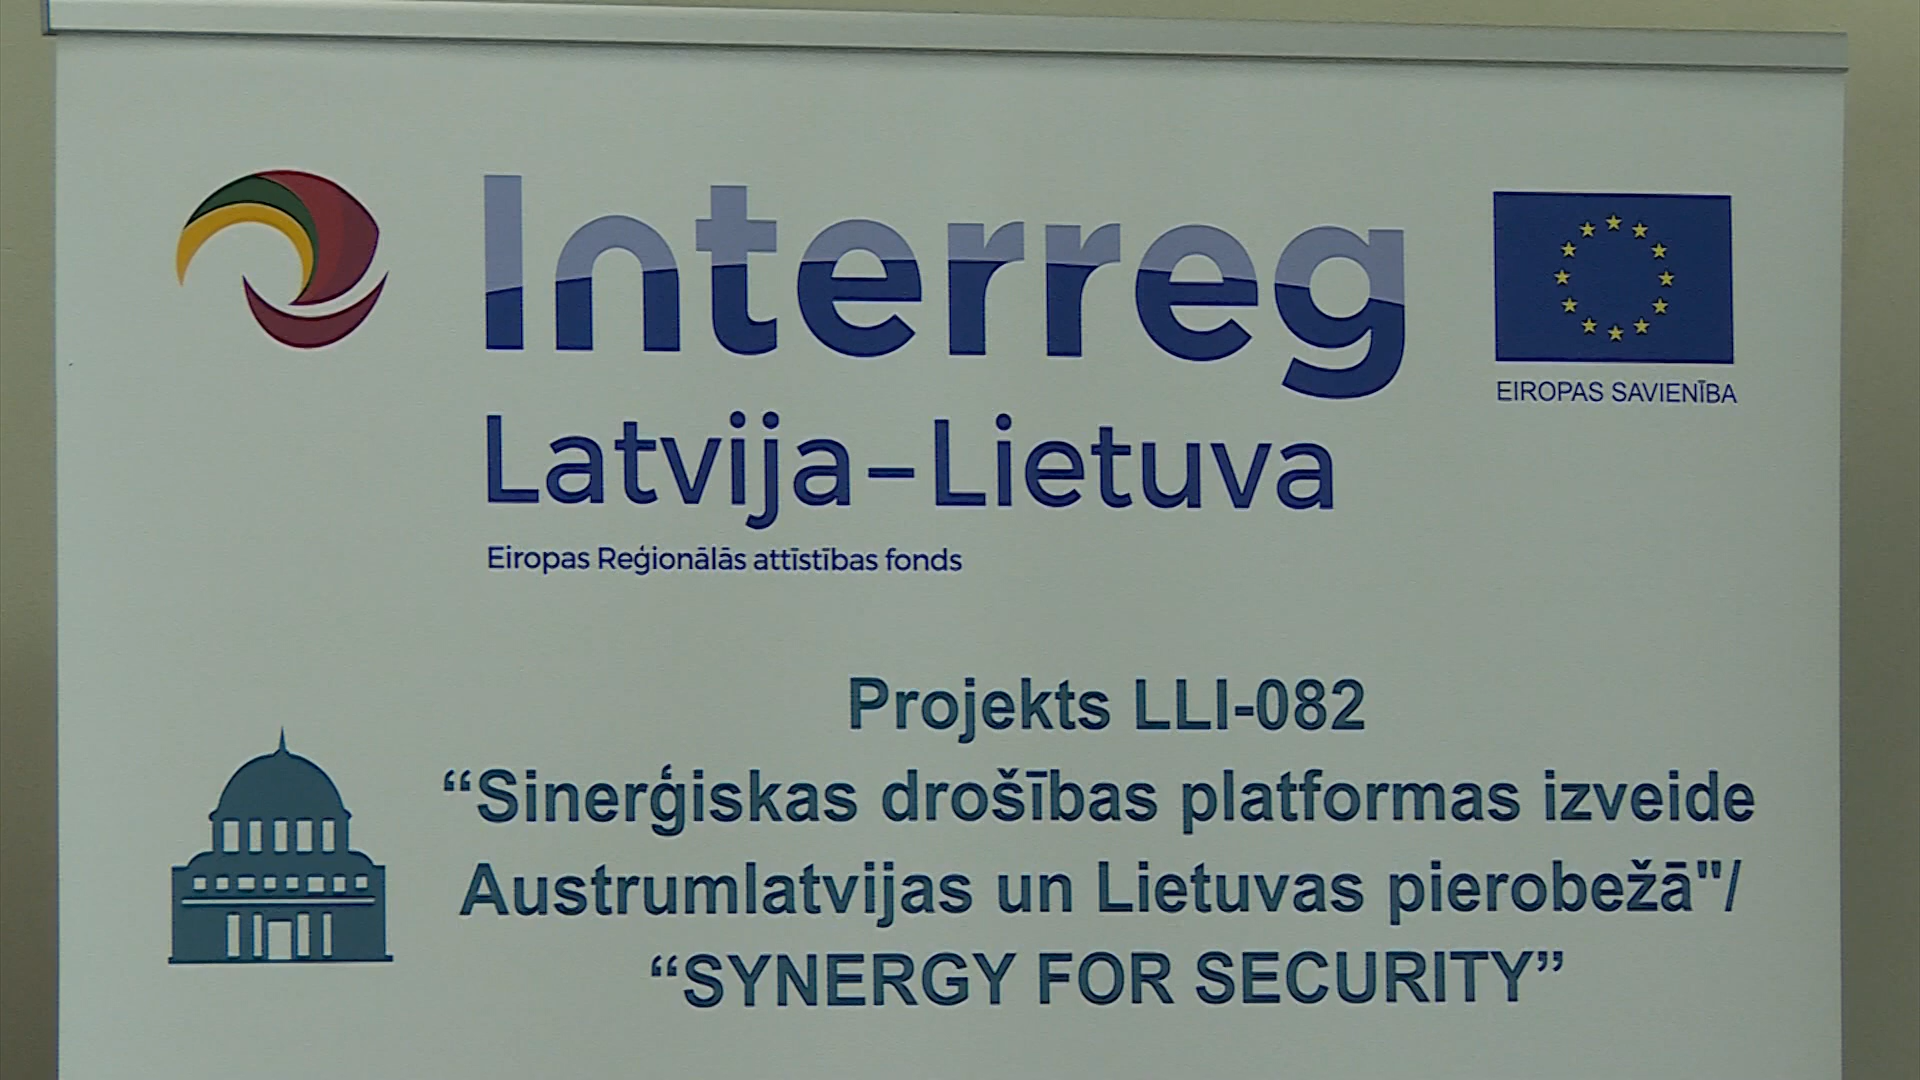 Interreg
EIROPAS SAVIENĪBA
Latvija–Lietuva
Eiropas Reģionālās attīstības fonds
Projekts LLI-082
“Sinerģiskas drošības platformas izveide
Austrumlatvijas un Lietuvas pierobežā"/
“SYNERGY FOR SECURITY”